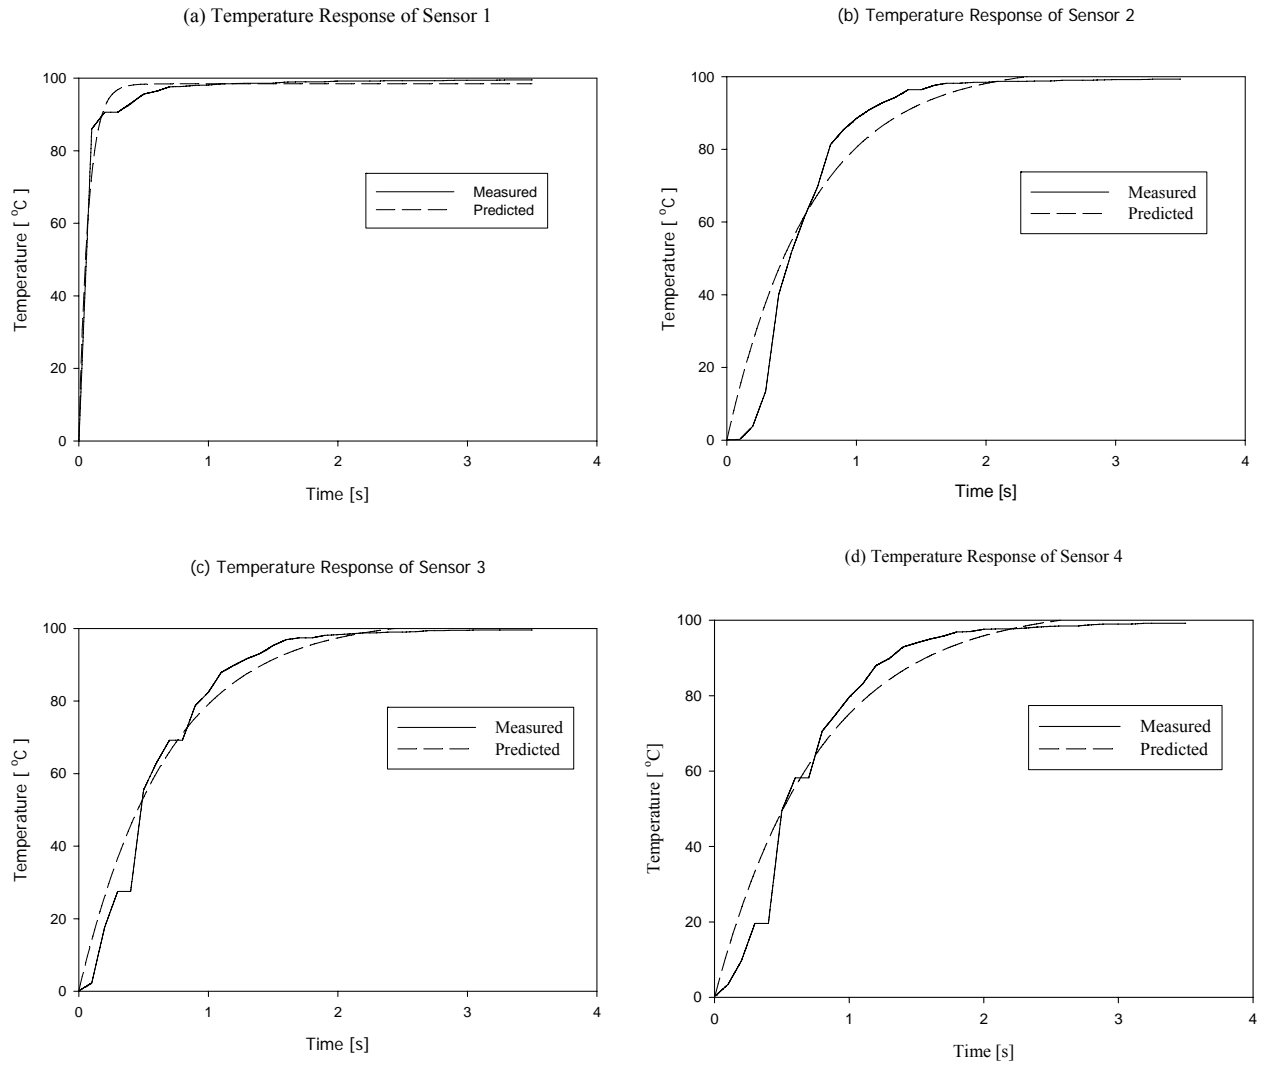 (a) Temperature Response of Sensor 1
100
80
60
40
20
0
Temperature [ °C ]
Measured
Predicted
0 1 2 3 4
Time [s]
(b) Temperature Response of Sensor 2
100
80
60
40
20
0
Temperature [ °C ]
Measured
Predicted
0 1 2 3 4
Time [s]
(c) Temperature Response of Sensor 3
100
80
60
40
20
0
Temperature [ °C ]
Measured
Predicted
0 1 2 3 4
Time [s]
(d) Temperature Response of Sensor 4
100
80
60
40
20
0
Temperature [ °C]
Measured
Predicted
0 1 2 3 4
Time [s]